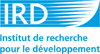 IRD
Institut de recherche
pour le développement